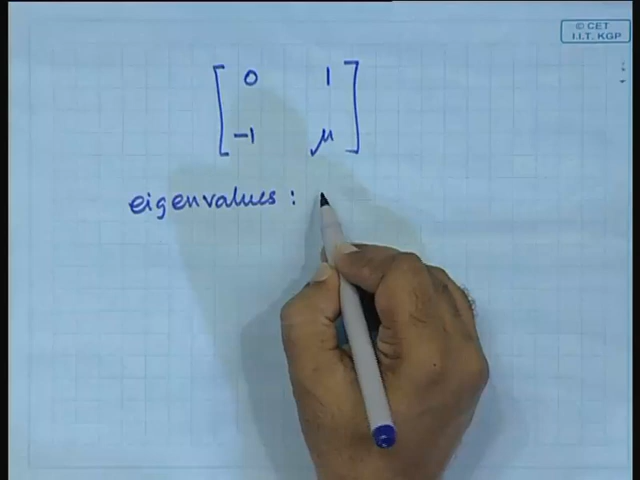 © CET
I.I.T. KGP
0 1
-1 μ
eigenvalues :